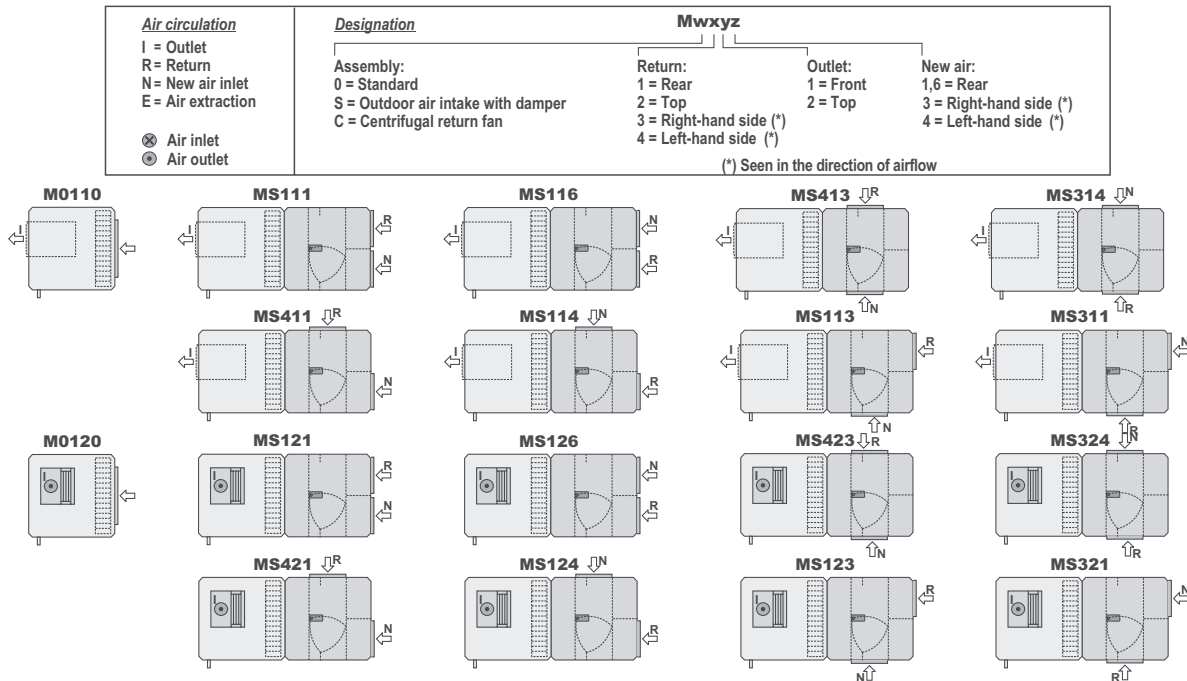 Air circulation
I = Outlet
R = Return
N = New air inlet
E = Air extraction
Air inlet
Air outlet
Designation
Mwxyz
Assembly:
0 = Standard
S = Outdoor air intake with damper
C = Centrifugal return fan
Return:
1 = Rear
2 = Top
3 = Right-hand side (*)
4 = Left-hand side (*)
Outlet:
1 = Front
2 = Top
New air:
1,6 = Rear
3 = Right-hand side (*)
4 = Left-hand side (*)
(*) Seen in the direction of airflow
M0110 MS111 MS116 MS413 R MS314 N
I I R I N I I
N R
N R
MS411 R MS114 N MS113 MS311
I I I R I N
N R
N R
M0120 MS121 MS126 MS423 R MS324 N
I I R I N I I
N R
N R
MS421 R MS124 N MS123 MS321
I I I R I N
N R
N R